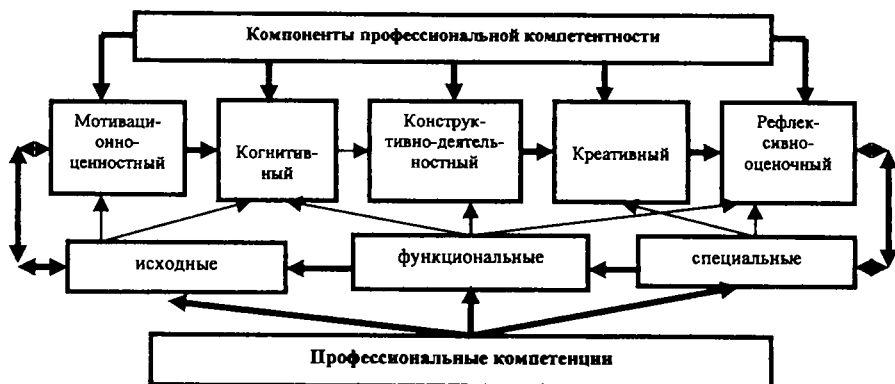 Компоненты профессиональной компетентности
Мотиваци-
онно-
ценностный
Когнитив-
ный
Конструк-
тивно-деятель-
ностный
Креативный
Рефлек-
сивно-
оценочный
исходные
функциональные
специальные
Профессиональные компетенции